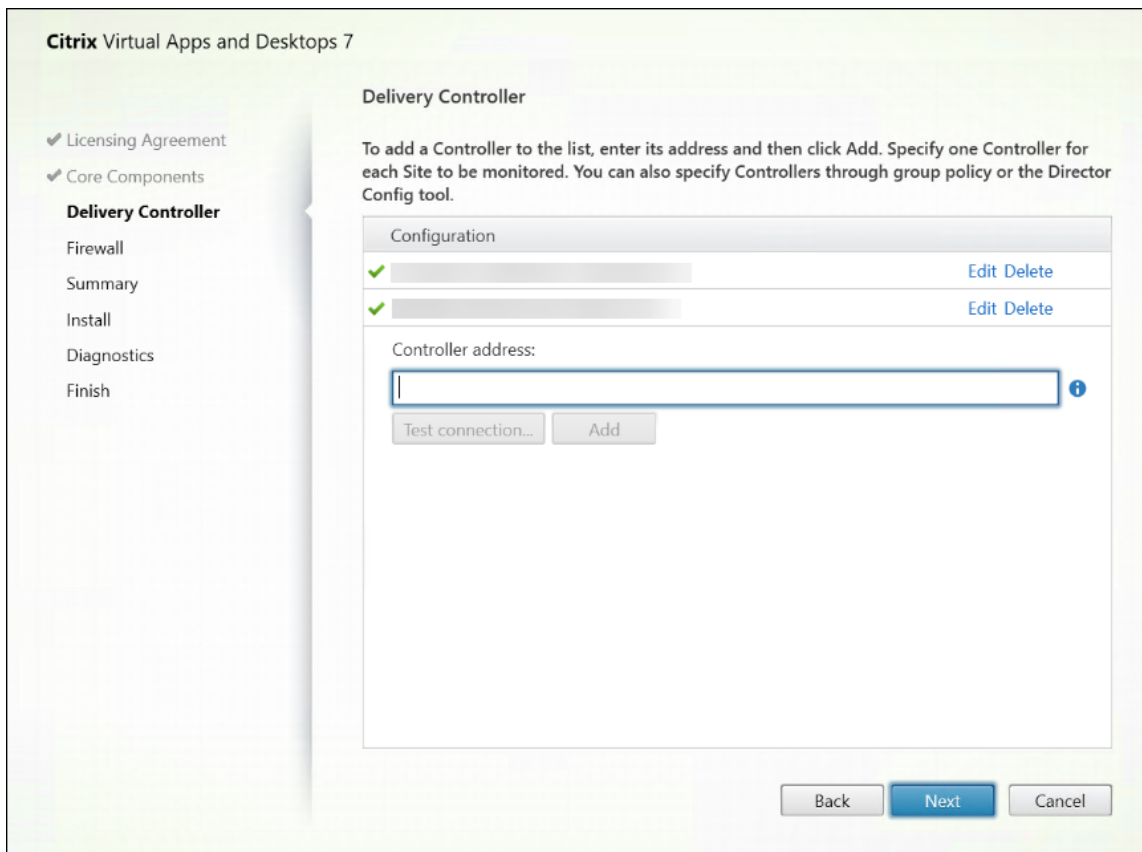 Citrix Virtual Apps and Desktops 7
Licensing Agreement
Core Components
Delivery Controller
Firewall
Summary
Install
Diagnostics
Finish
Delivery Controller
To add a Controller to the list, enter its address and then click Add. Specify one Controller for
each Site to be monitored. You can also specify Controllers through group policy or the Director
Config tool.
Configuration
Edit Delete
Edit Delete
Controller address:
Test connection... Add
Back Next Cancel